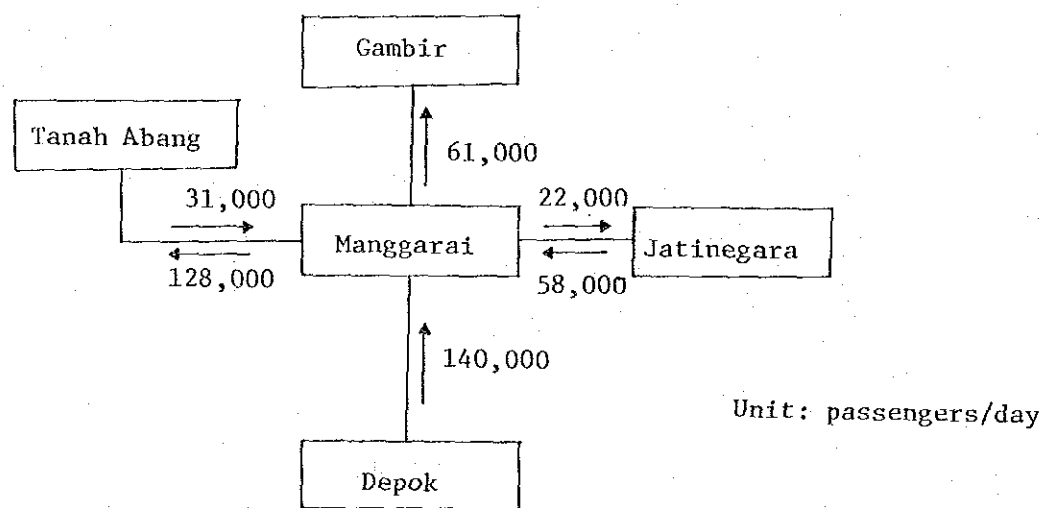 Gambir
Tanah Abang
61,000
31,000
22,000
Manggarai
Jatinegara
128,000
58,000
140,000
Unit: passengers/day
Depok